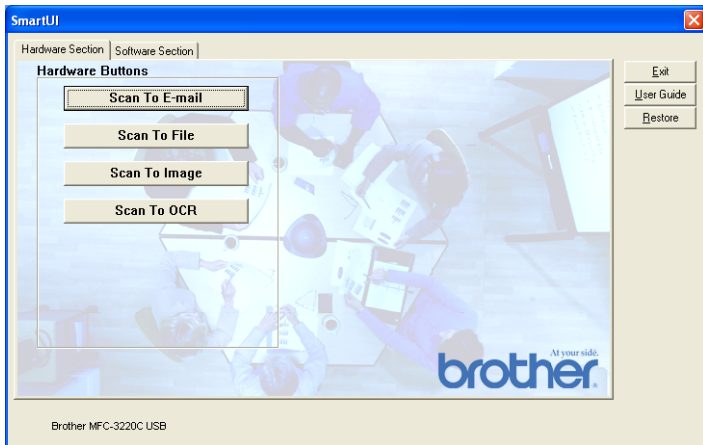 SmartUI
Hardware Section Software Section
Hardware Buttons
Scan To E-mail
Scan To File
Scan To Image
Scan To OCR
Exit
User Guide
Restore
At your side.
brother
Brother MFC-3220C USB